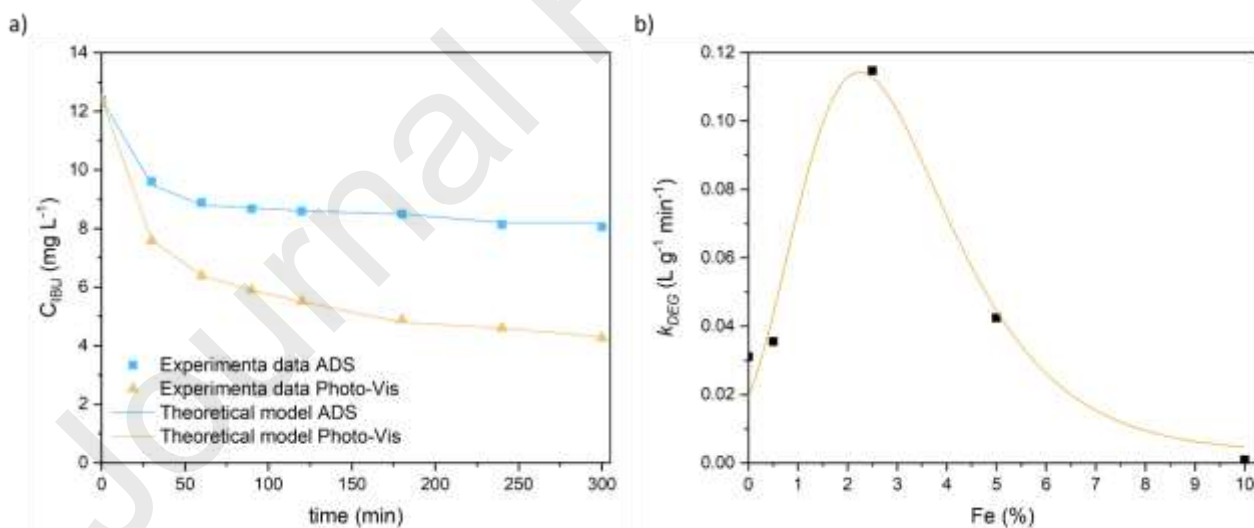 a)
14
12
10
8
6
4
2
0
C_IBU (mg L⁻¹)
Experimenta data ADS
Experimenta data Photo-Vis
Theoretical model ADS
Theoretical model Photo-Vis
0 50 100 150 200 250 300
time (min)
b)
0.12
0.10
0.08
0.06
0.04
0.02
0.00
k_DEG (L g⁻¹ min⁻¹)
0 1 2 3 4 5 6 7 8 9 10
Fe (%)
Journal